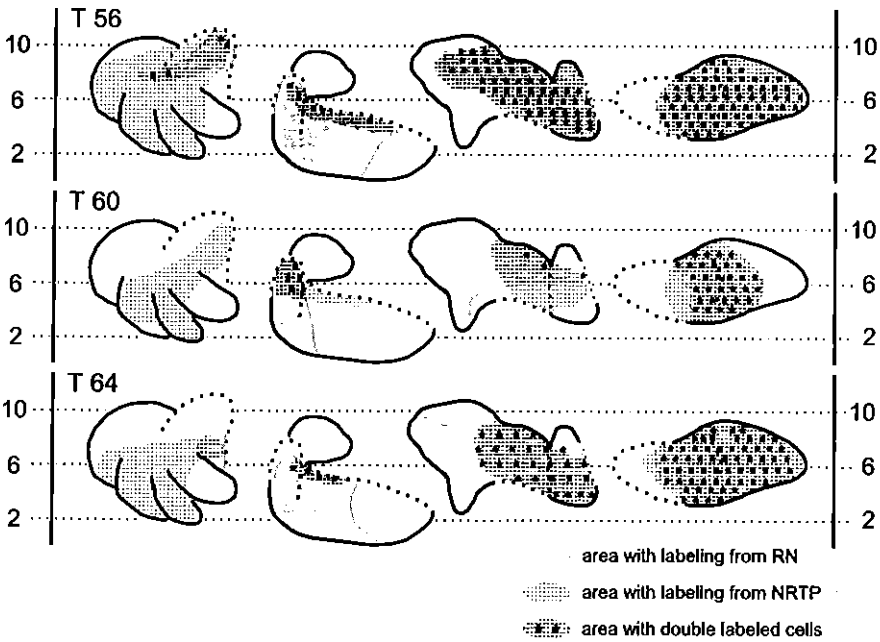 T 56
10 10
6 6
2 2
T 60
10 10
6 6
2 2
T 64
10 10
6 6
2 2
area with labeling from RN
area with labeling from NRTP
area with double labeled cells